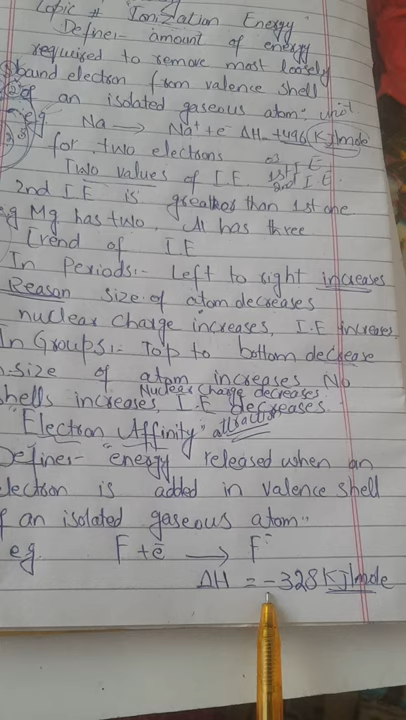 Topic # Ionization Energy
Define:- amount of energy
required to remove most loosely
band electron from valence shell
of an isolated gaseous atom." unit
eg Na → Na⁺ + e⁻ ΔH = +496 KJ/mole
for two electrons
Two values of I.E 1st I.E
2nd I.E
2nd I.E is greather than 1st one
eg Mg has two, Al has three
Trend of I.E
In Periods:- Left to right increases
Reason size of atom decreases
nuclear charge increases, I.E increases
In Groups:- Top to bottom decrease
size of atom increases No
Nuclear charge decreases
shells increases, I.E decreases.
"Electron Affinity" attraction
Define:- "energy released when an
electron is added in valence shell
of an isolated gaseous atom"
eg. F + e⁻ → F⁻
ΔH = -328 KJ/mole